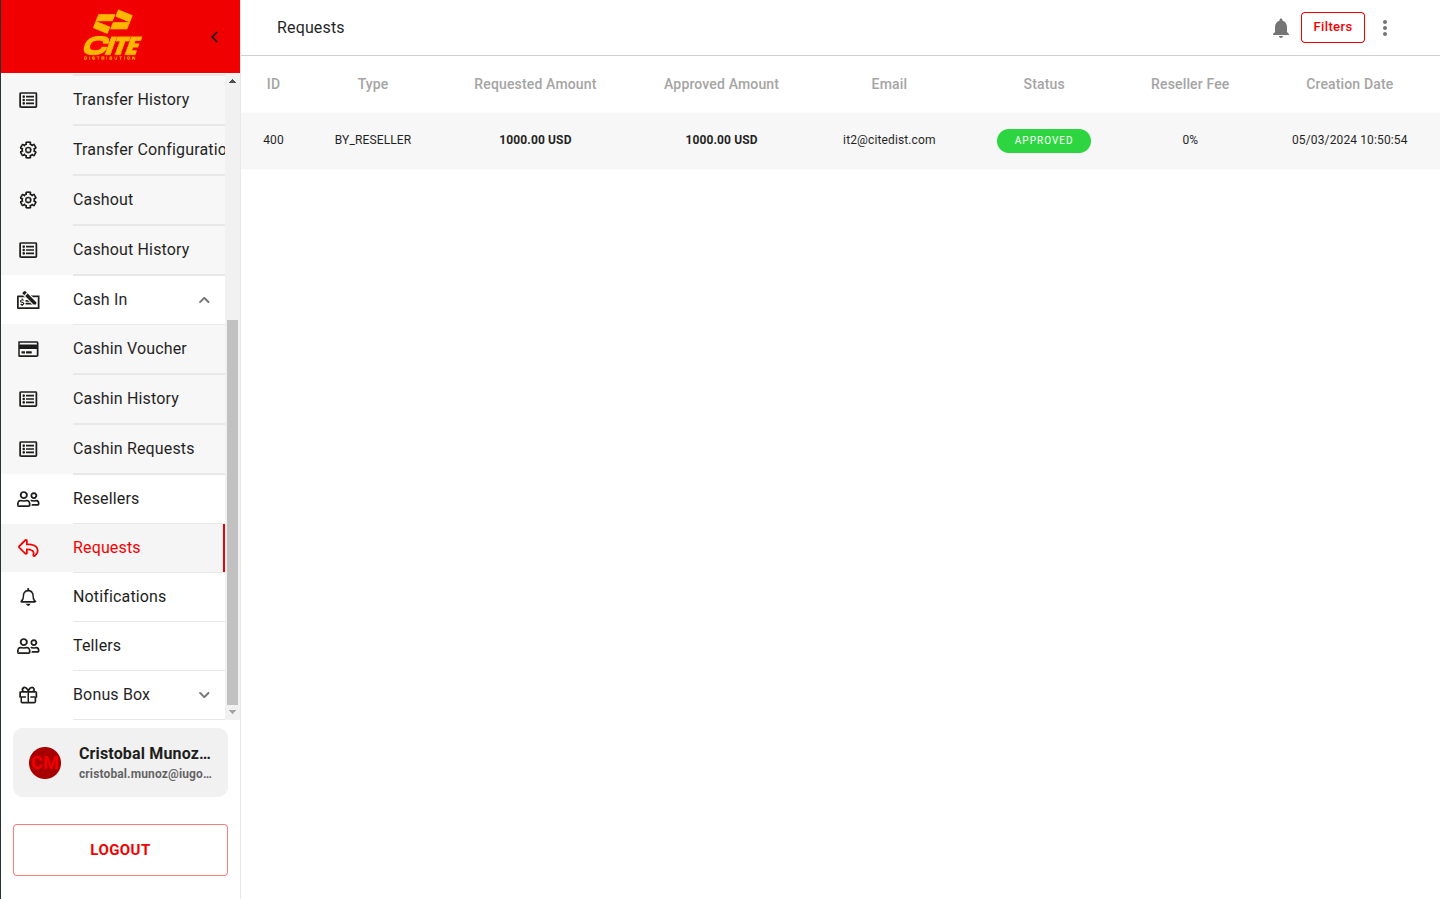 CITE
DISTRIBUTION
Requests
Filters
ID Type Requested Amount Approved Amount Email Status Reseller Fee Creation Date
400 BY_RESELLER 1000.00 USD 1000.00 USD it2@citedist.com APPROVED 0% 05/03/2024 10:50:54
Transfer History
Transfer Configuratio
Cashout
Cashout History
Cash In
Cashin Voucher
Cashin History
Cashin Requests
Resellers
Requests
Notifications
Tellers
Bonus Box
CM
Cristobal Munoz...
cristobal.munoz@iugo...
LOGOUT